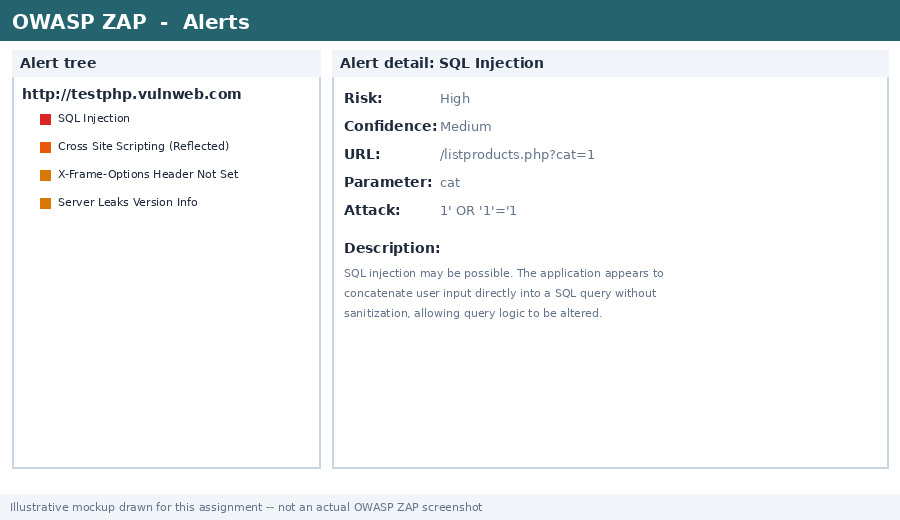 OWASP ZAP - Alerts
Alert tree
http://testphp.vulnweb.com
SQL Injection
Cross Site Scripting (Reflected)
X-Frame-Options Header Not Set
Server Leaks Version Info
Alert detail: SQL Injection
Risk: High
Confidence: Medium
URL: /listproducts.php?cat=1
Parameter: cat
Attack: 1' OR '1'='1
Description:
SQL injection may be possible. The application appears to
concatenate user input directly into a SQL query without
sanitization, allowing query logic to be altered.
Illustrative mockup drawn for this assignment -- not an actual OWASP ZAP screenshot